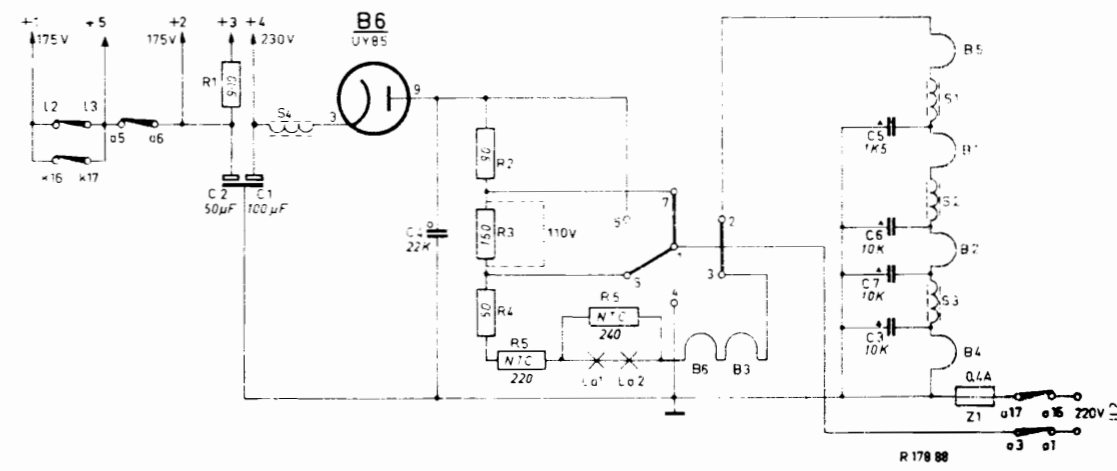 +1 +5 +2 +3 +4
175V 175V 230V
B6
UY85
R1
910
S4
3
9
l2 l3
a5 a6
k16 k17
C2 C1
50µF 100µF
C4
22K
90 R2
150 R3
110V
50 R4
R5
NTC
220
R5
NTC
240
La1 La2
B6 B3
7
5
1
4
2
3
B5
S1
C5
1K5
B1
S2
C6
10K
B2
C7
10K
S3
C3
10K
B4
0,4A
Z1
a17 a16 220V
a3 a1
R 178 88